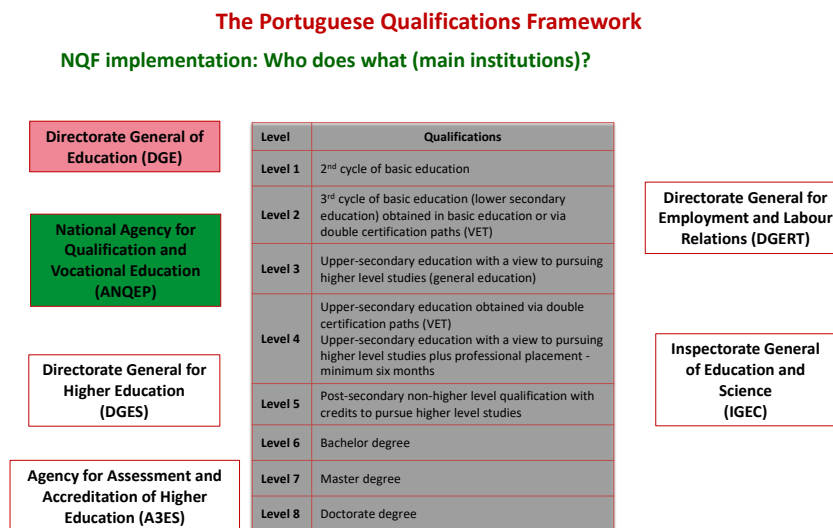 The Portuguese Qualifications Framework
NQF implementation: Who does what (main institutions)?
Directorate General of
Education (DGE)
National Agency for
Qualification and
Vocational Education
(ANQEP)
Directorate General for
Higher Education
(DGES)
Agency for Assessment and
Accreditation of Higher
Education (A3ES)
Level Qualifications
Level 1 2nd cycle of basic education
Level 2 3rd cycle of basic education (lower secondary
education) obtained in basic education or via
double certification paths (VET)
Level 3 Upper-secondary education with a view to pursuing
higher level studies (general education)
Level 4 Upper-secondary education obtained via double
certification paths (VET)
Upper-secondary education with a view to pursuing
higher level studies plus professional placement -
minimum six months
Level 5 Post-secondary non-higher level qualification with
credits to pursue higher level studies
Level 6 Bachelor degree
Level 7 Master degree
Level 8 Doctorate degree
Directorate General for
Employment and Labour
Relations (DGERT)
Inspectorate General
of Education and
Science
(IGEC)